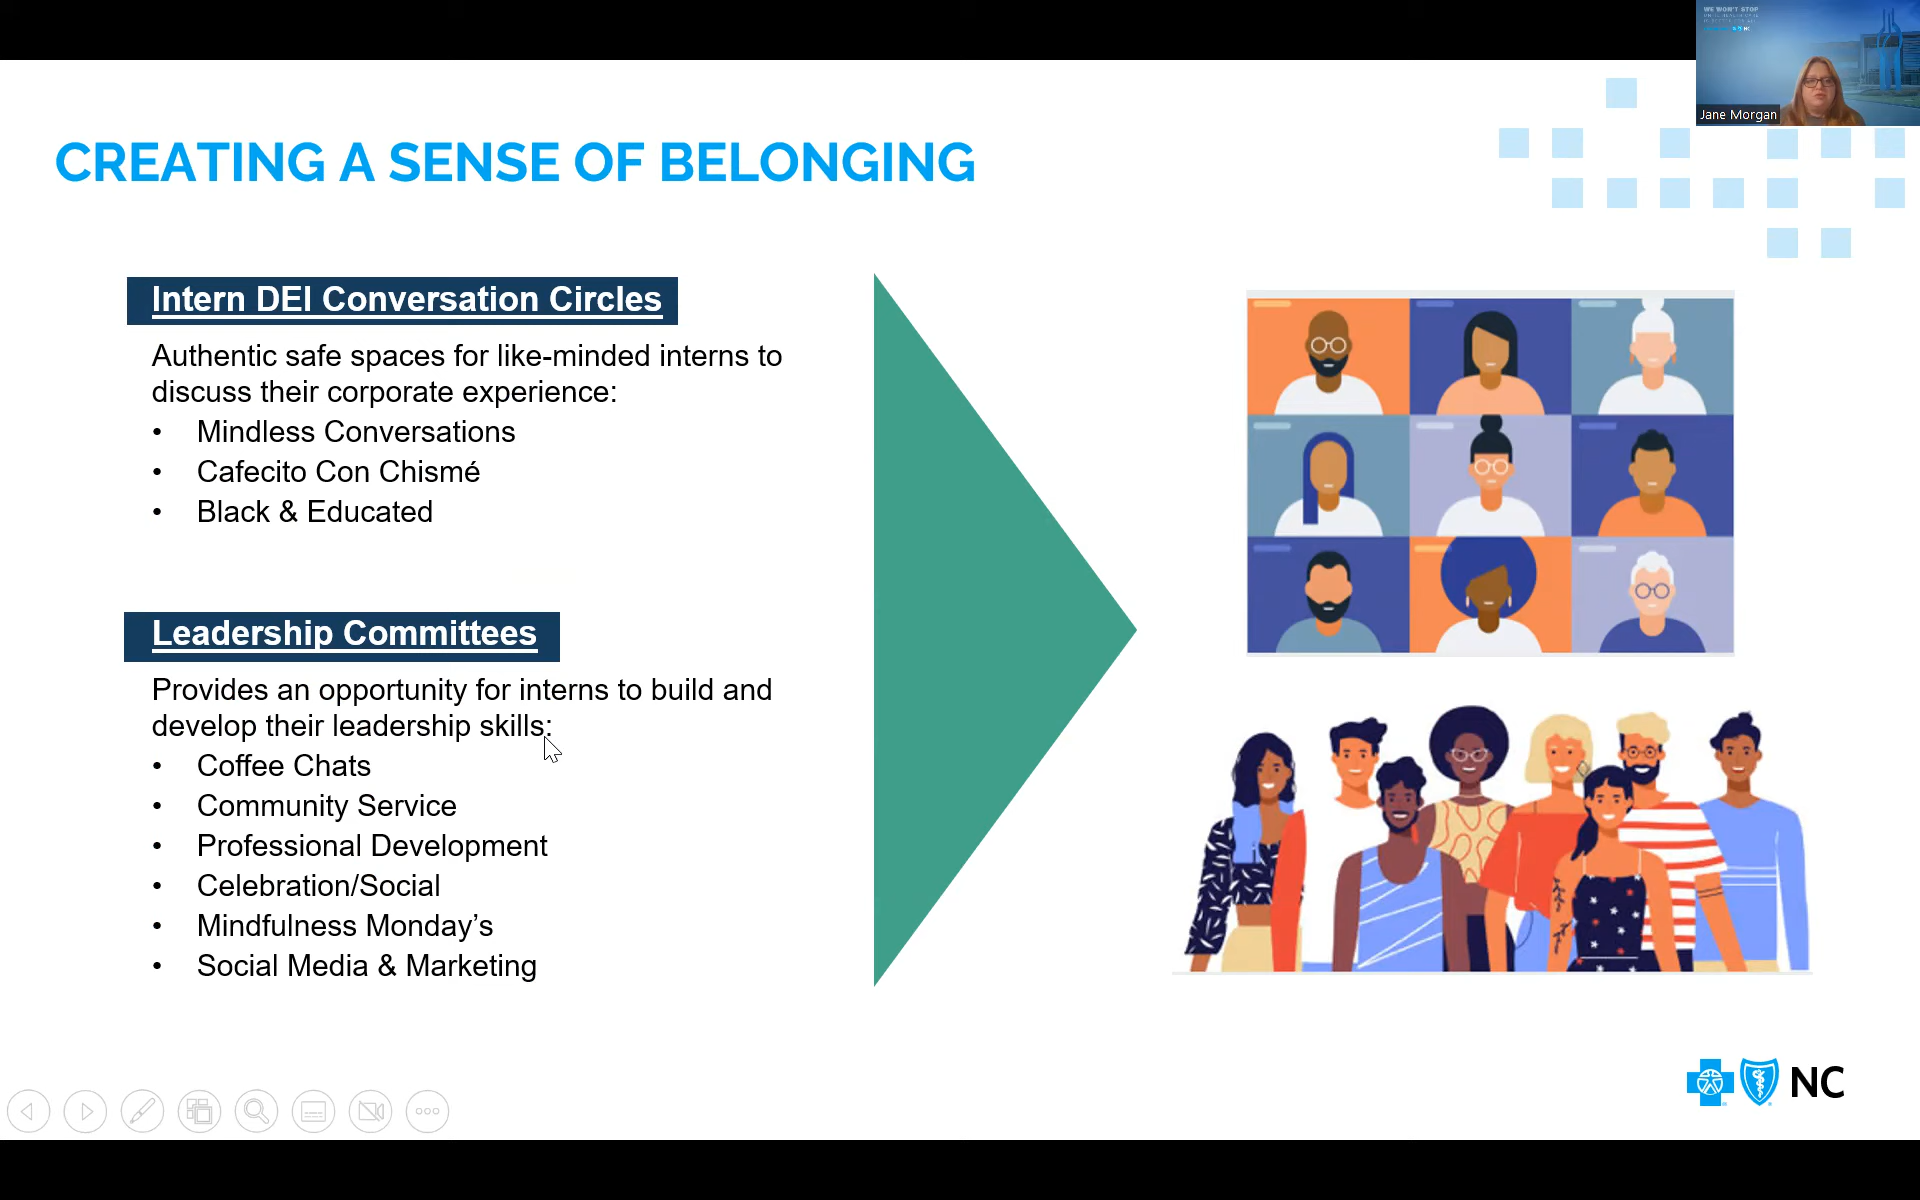 WE WON'T STOP
Jane Morgan
CREATING A SENSE OF BELONGING
Intern DEI Conversation Circles
Authentic safe spaces for like-minded interns to
discuss their corporate experience:
• Mindless Conversations
• Cafecito Con Chismé
• Black & Educated
Leadership Committees
Provides an opportunity for interns to build and
develop their leadership skills:
• Coffee Chats
• Community Service
• Professional Development
• Celebration/Social
• Mindfulness Monday’s
• Social Media & Marketing
NC